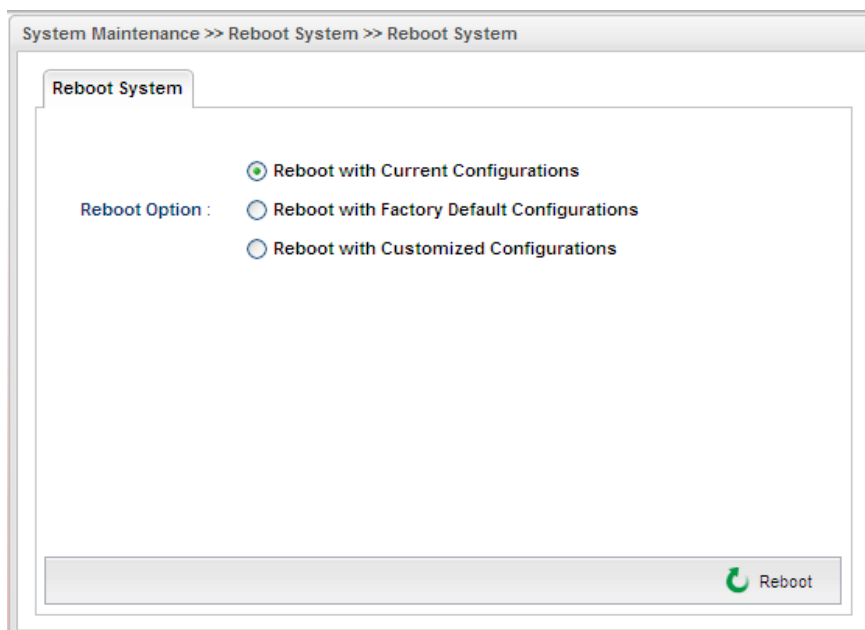 System Maintenance >> Reboot System >> Reboot System
Reboot System
Reboot with Current Configurations
Reboot Option : Reboot with Factory Default Configurations
Reboot with Customized Configurations
Reboot